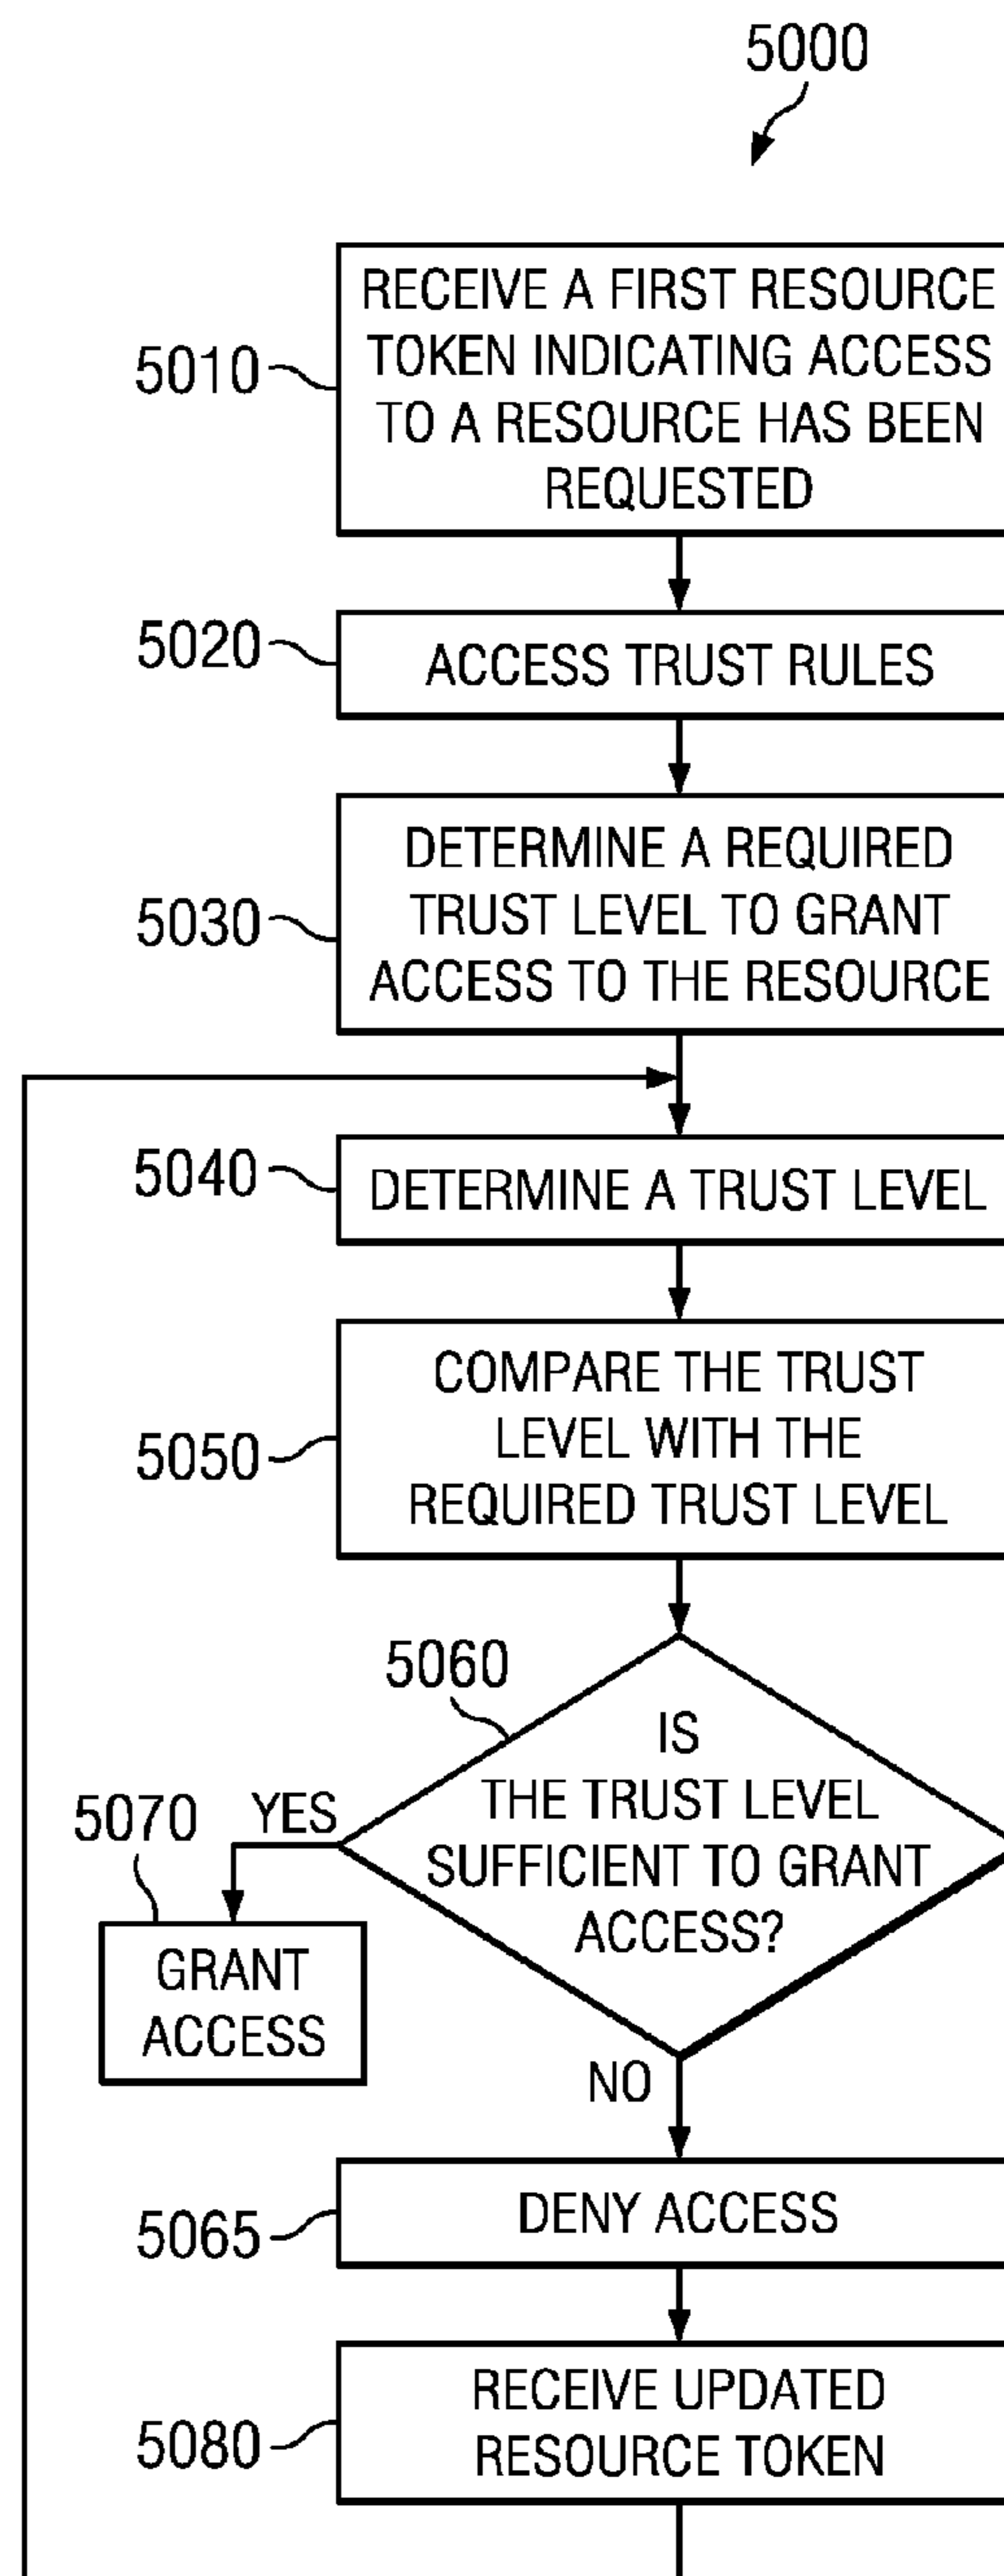 5000
5010
RECEIVE A FIRST RESOURCE
TOKEN INDICATING ACCESS
TO A RESOURCE HAS BEEN
REQUESTED
5020
ACCESS TRUST RULES
5030
DETERMINE A REQUIRED
TRUST LEVEL TO GRANT
ACCESS TO THE RESOURCE
5040
DETERMINE A TRUST LEVEL
5050
COMPARE THE TRUST
LEVEL WITH THE
REQUIRED TRUST LEVEL
5060
IS
THE TRUST LEVEL
SUFFICIENT TO GRANT
ACCESS?
YES
5070
GRANT
ACCESS
NO
5065
DENY ACCESS
5080
RECEIVE UPDATED
RESOURCE TOKEN